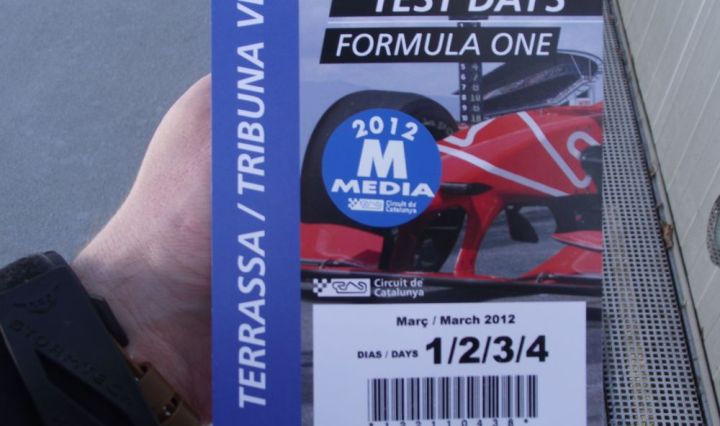 TEST DAYS
FORMULA ONE
TERRASSA / TRIBUNA
2012
M
MEDIA
Circuit de
Catalunya
Circuit de
Catalunya
Març / March 2012
DIAS / DAYS 1/2/3/4
*122110438*